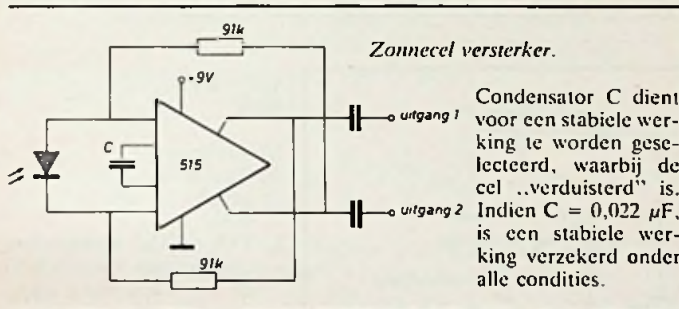 91k
Zonnecel versterker.
-9V
C
515
uitgang 1
uitgang 2
91k
Condensator C dient
voor een stabiele wer-
king te worden gese-
lecteerd, waarbij de
cel „verduisterd” is.
Indien C = 0,022 μF,
is een stabiele wer-
king verzekerd onder
alle condities.